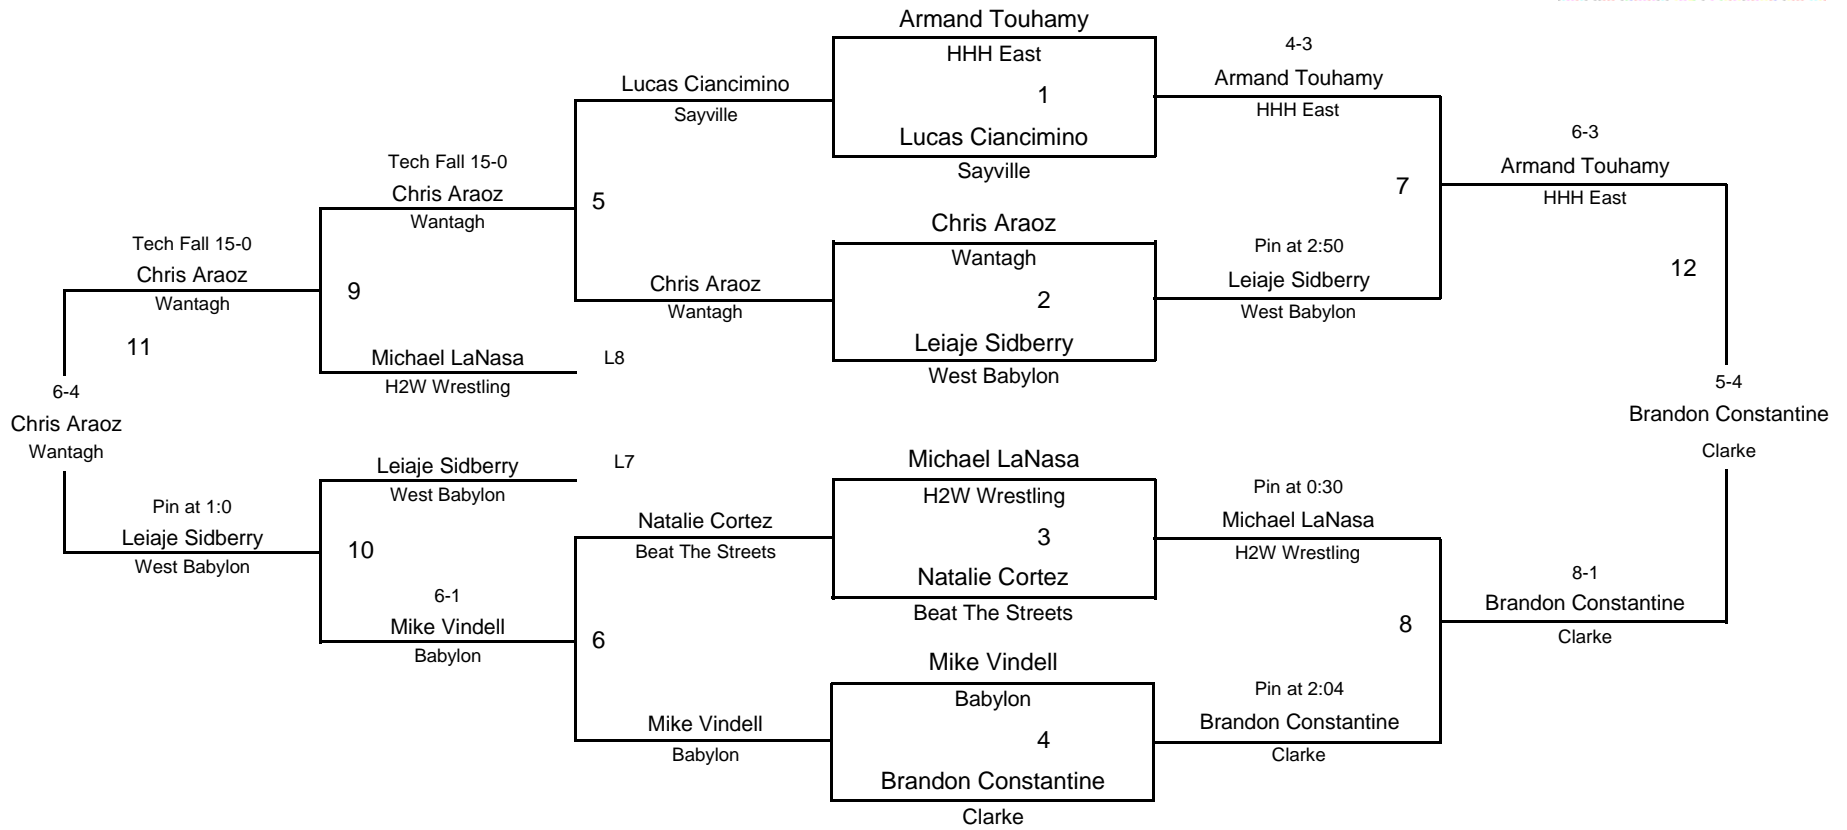 Armand Touhamy
HHH East
1
Lucas Ciancimino
Sayville
Chris Araoz
Wantagh
2
Leiaje Sidberry
West Babylon
Michael LaNasa
H2W Wrestling
3
Natalie Cortez
Beat The Streets
Mike Vindell
Babylon
4
Brandon Constantine
Clarke
4-3
Armand Touhamy
HHH East
7
Pin at 2:50
Leiaje Sidberry
West Babylon
Pin at 0:30
Michael LaNasa
H2W Wrestling
8
Pin at 2:04
Brandon Constantine
Clarke
6-3
Armand Touhamy
HHH East
12
8-1
Brandon Constantine
Clarke
5-4
Brandon Constantine
Clarke
Lucas Ciancimino
Sayville
5
Chris Araoz
Wantagh
Natalie Cortez
Beat The Streets
6
Mike Vindell
Babylon
Tech Fall 15-0
Chris Araoz
Wantagh
9
Michael LaNasa
L8
H2W Wrestling
Leiaje Sidberry
L7
West Babylon
10
6-1
Mike Vindell
Babylon
Tech Fall 15-0
Chris Araoz
Wantagh
11
Pin at 1:0
Leiaje Sidberry
West Babylon
6-4
Chris Araoz
Wantagh